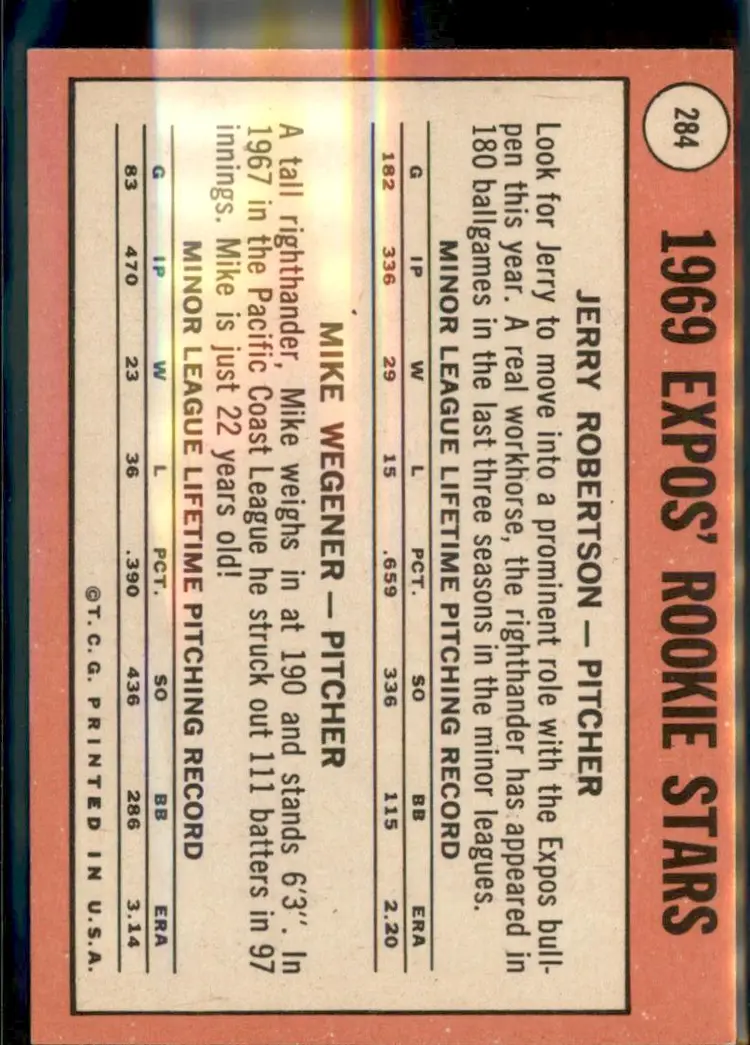 284
1969 EXPOS' ROOKIE STARS
JERRY ROBERTSON — PITCHER
Look for Jerry to move into a prominent role with the Expos bull-
pen this year. A real workhorse, the righthander has appeared in
180 ballgames in the last three seasons in the minor leagues.
MINOR LEAGUE LIFETIME PITCHING RECORD
G IP W L PCT. SO BB ERA
182 336 29 15 .659 336 115 2.20
MIKE WEGENER — PITCHER
A tall righthander, Mike weighs in at 190 and stands 6'3''. In
1967 in the Pacific Coast League he struck out 111 batters in 97
innings. Mike is just 22 years old!
MINOR LEAGUE LIFETIME PITCHING RECORD
G IP W L PCT. SO BB ERA
83 470 23 36 .390 436 286 3.14
©T.C.G. PRINTED IN U.S.A.